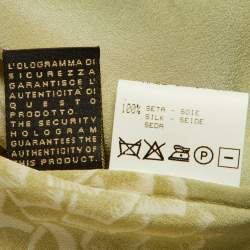 L'OLOGRAMMA DI
SICUREZZA
GARANTISCE L'
AUTENTICITÀ DI
QUESTO
PRODOTTO.
THE SECURITY
HOLOGRAM
GUARANTEES THE
AUTHENTICITY OF
THIS PRODUCT.
100% SETA - SOIE
SILK - SEIDE
SEDA
P